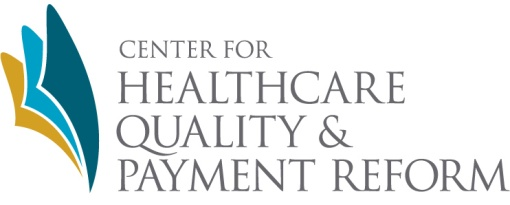 CENTER FOR
HEALTHCARE
QUALITY &
PAYMENT REFORM